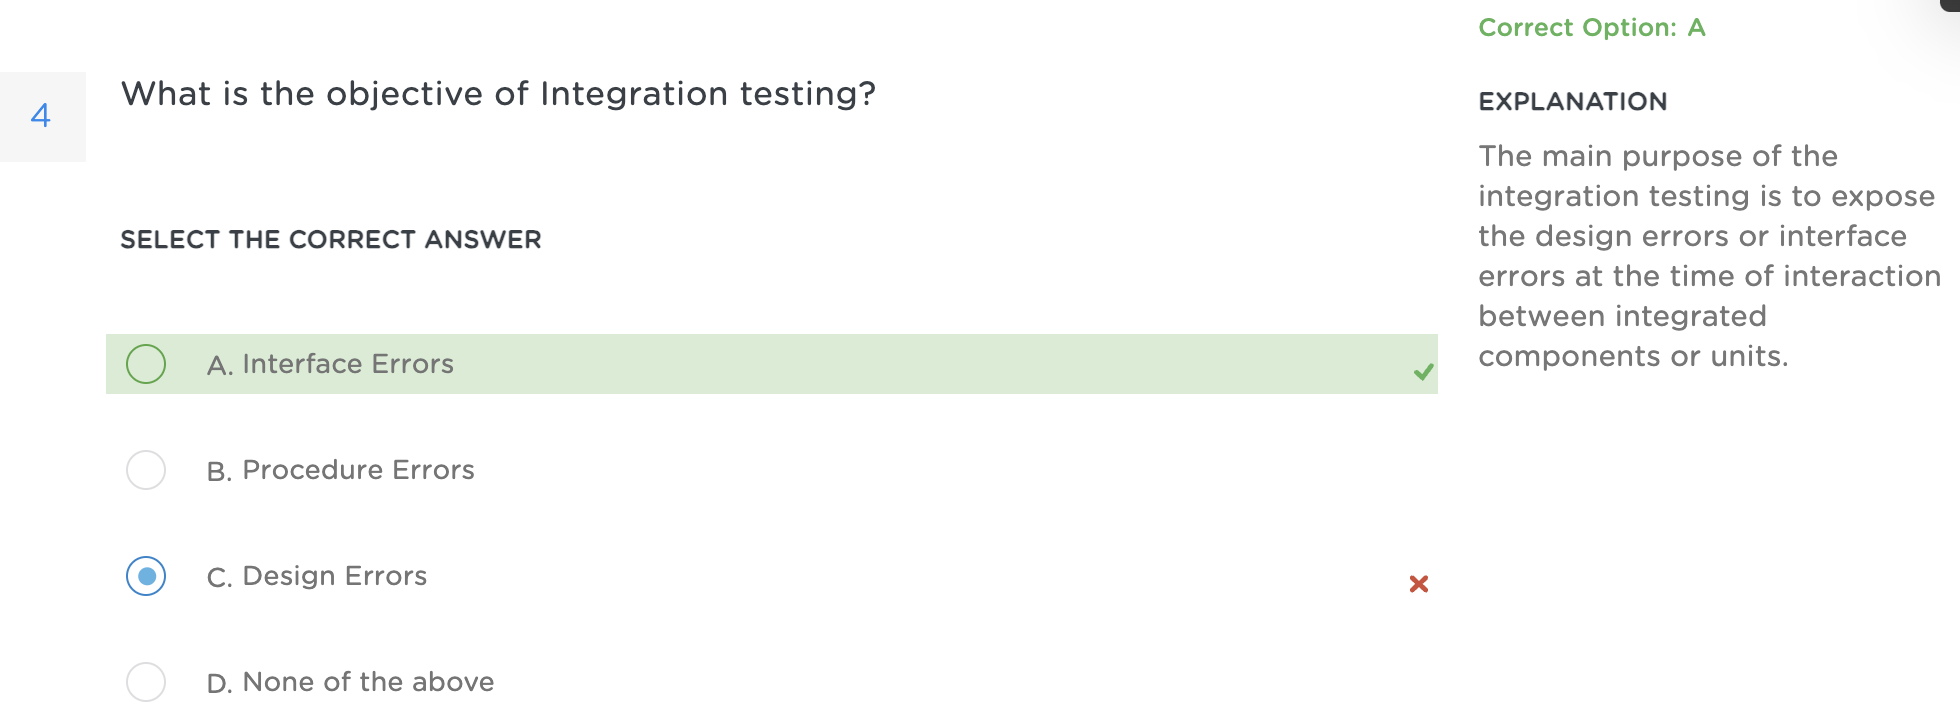 4
What is the objective of Integration testing?
SELECT THE CORRECT ANSWER
A. Interface Errors
B. Procedure Errors
C. Design Errors
D. None of the above
Correct Option: A
EXPLANATION
The main purpose of the
integration testing is to expose
the design errors or interface
errors at the time of interaction
between integrated
components or units.